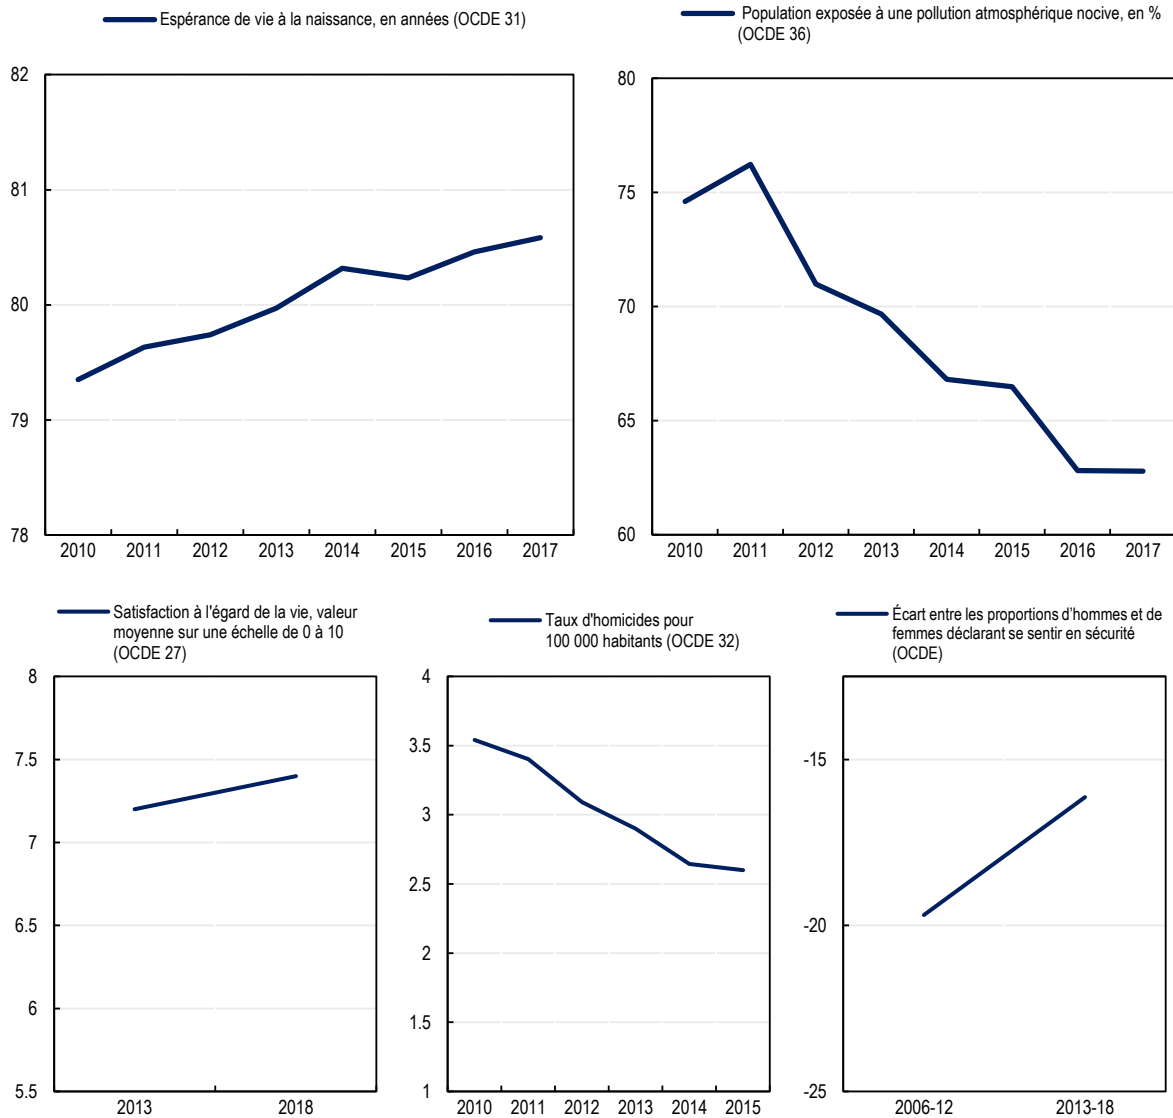 Espérance de vie à la naissance, en années (OCDE 31)
82
81
80
79
78
2010 2011 2012 2013 2014 2015 2016 2017
Population exposée à une pollution atmosphérique nocive, en %
(OCDE 36)
80
75
70
65
60
2010 2011 2012 2013 2014 2015 2016 2017
Satisfaction à l'égard de la vie, valeur
moyenne sur une échelle de 0 à 10
(OCDE 27)
8
7.5
7
6.5
6
5.5
2013 2018
Taux d'homicides pour
100 000 habitants (OCDE 32)
4
3.5
3
2.5
2
1.5
1
2010 2011 2012 2013 2014 2015
Écart entre les proportions d’hommes et de
femmes déclarant se sentir en sécurité
(OCDE)
-15
-20
-25
2006-12 2013-18